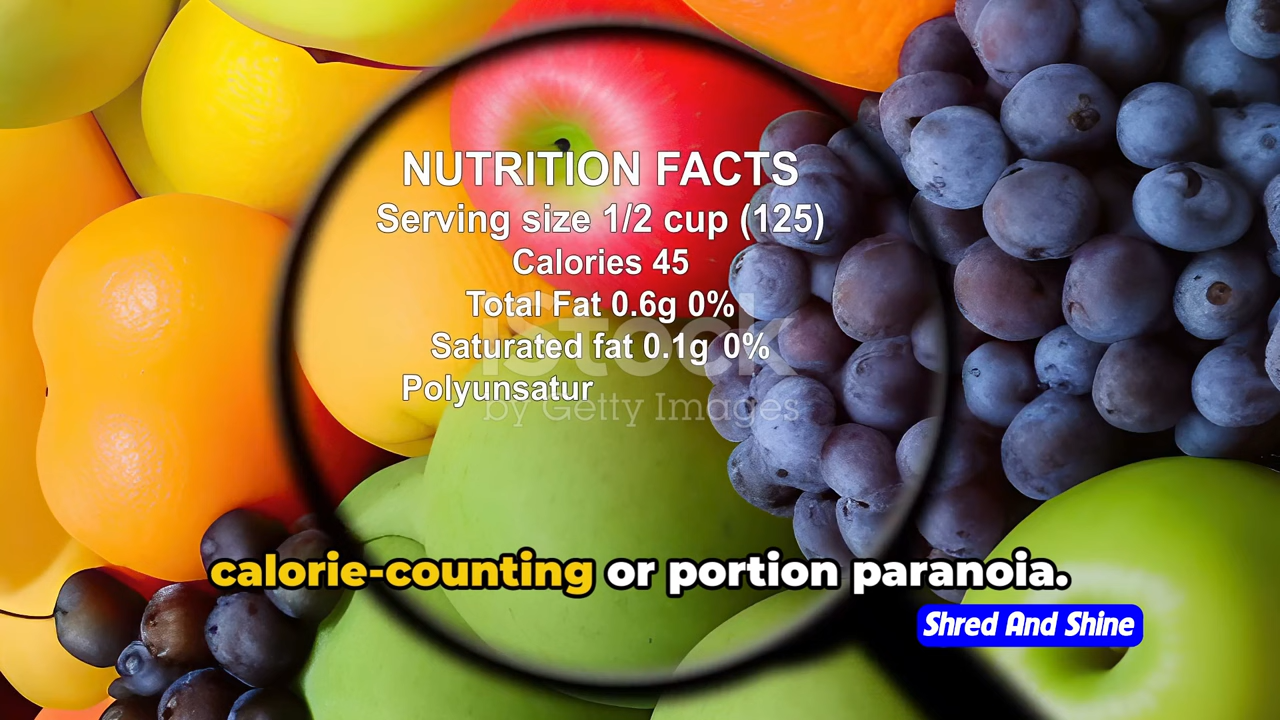 NUTRITION FACTS
Serving size 1/2 cup (125)
Calories 45
Total Fat 0.6g 0%
iStock
Saturated fat 0.1g 0%
Polyunsatur
by Getty Images
calorie-counting or portion paranoia.
Shred And Shine